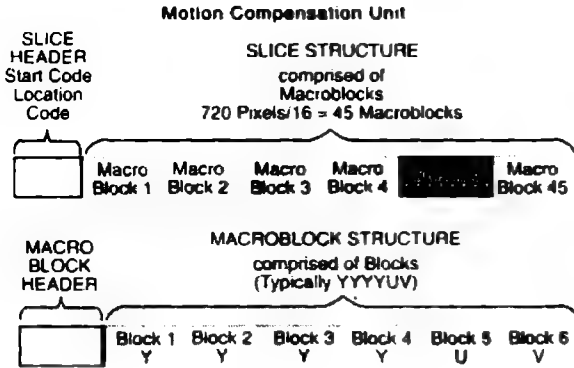 Motion Compensation Unit
SLICE
HEADER
Start Code
Location
Code
SLICE STRUCTURE
comprised of
Macroblocks
720 Pixels/16 = 45 Macroblocks
Macro Block 1
Macro Block 2
Macro Block 3
Macro Block 4
Macro Block 45
MACRO
BLOCK
HEADER
MACROBLOCK STRUCTURE
comprised of Blocks
(Typically YYYYUV)
Block 1 Block 2 Block 3 Block 4 Block 5 Block 6
Y Y Y Y U V